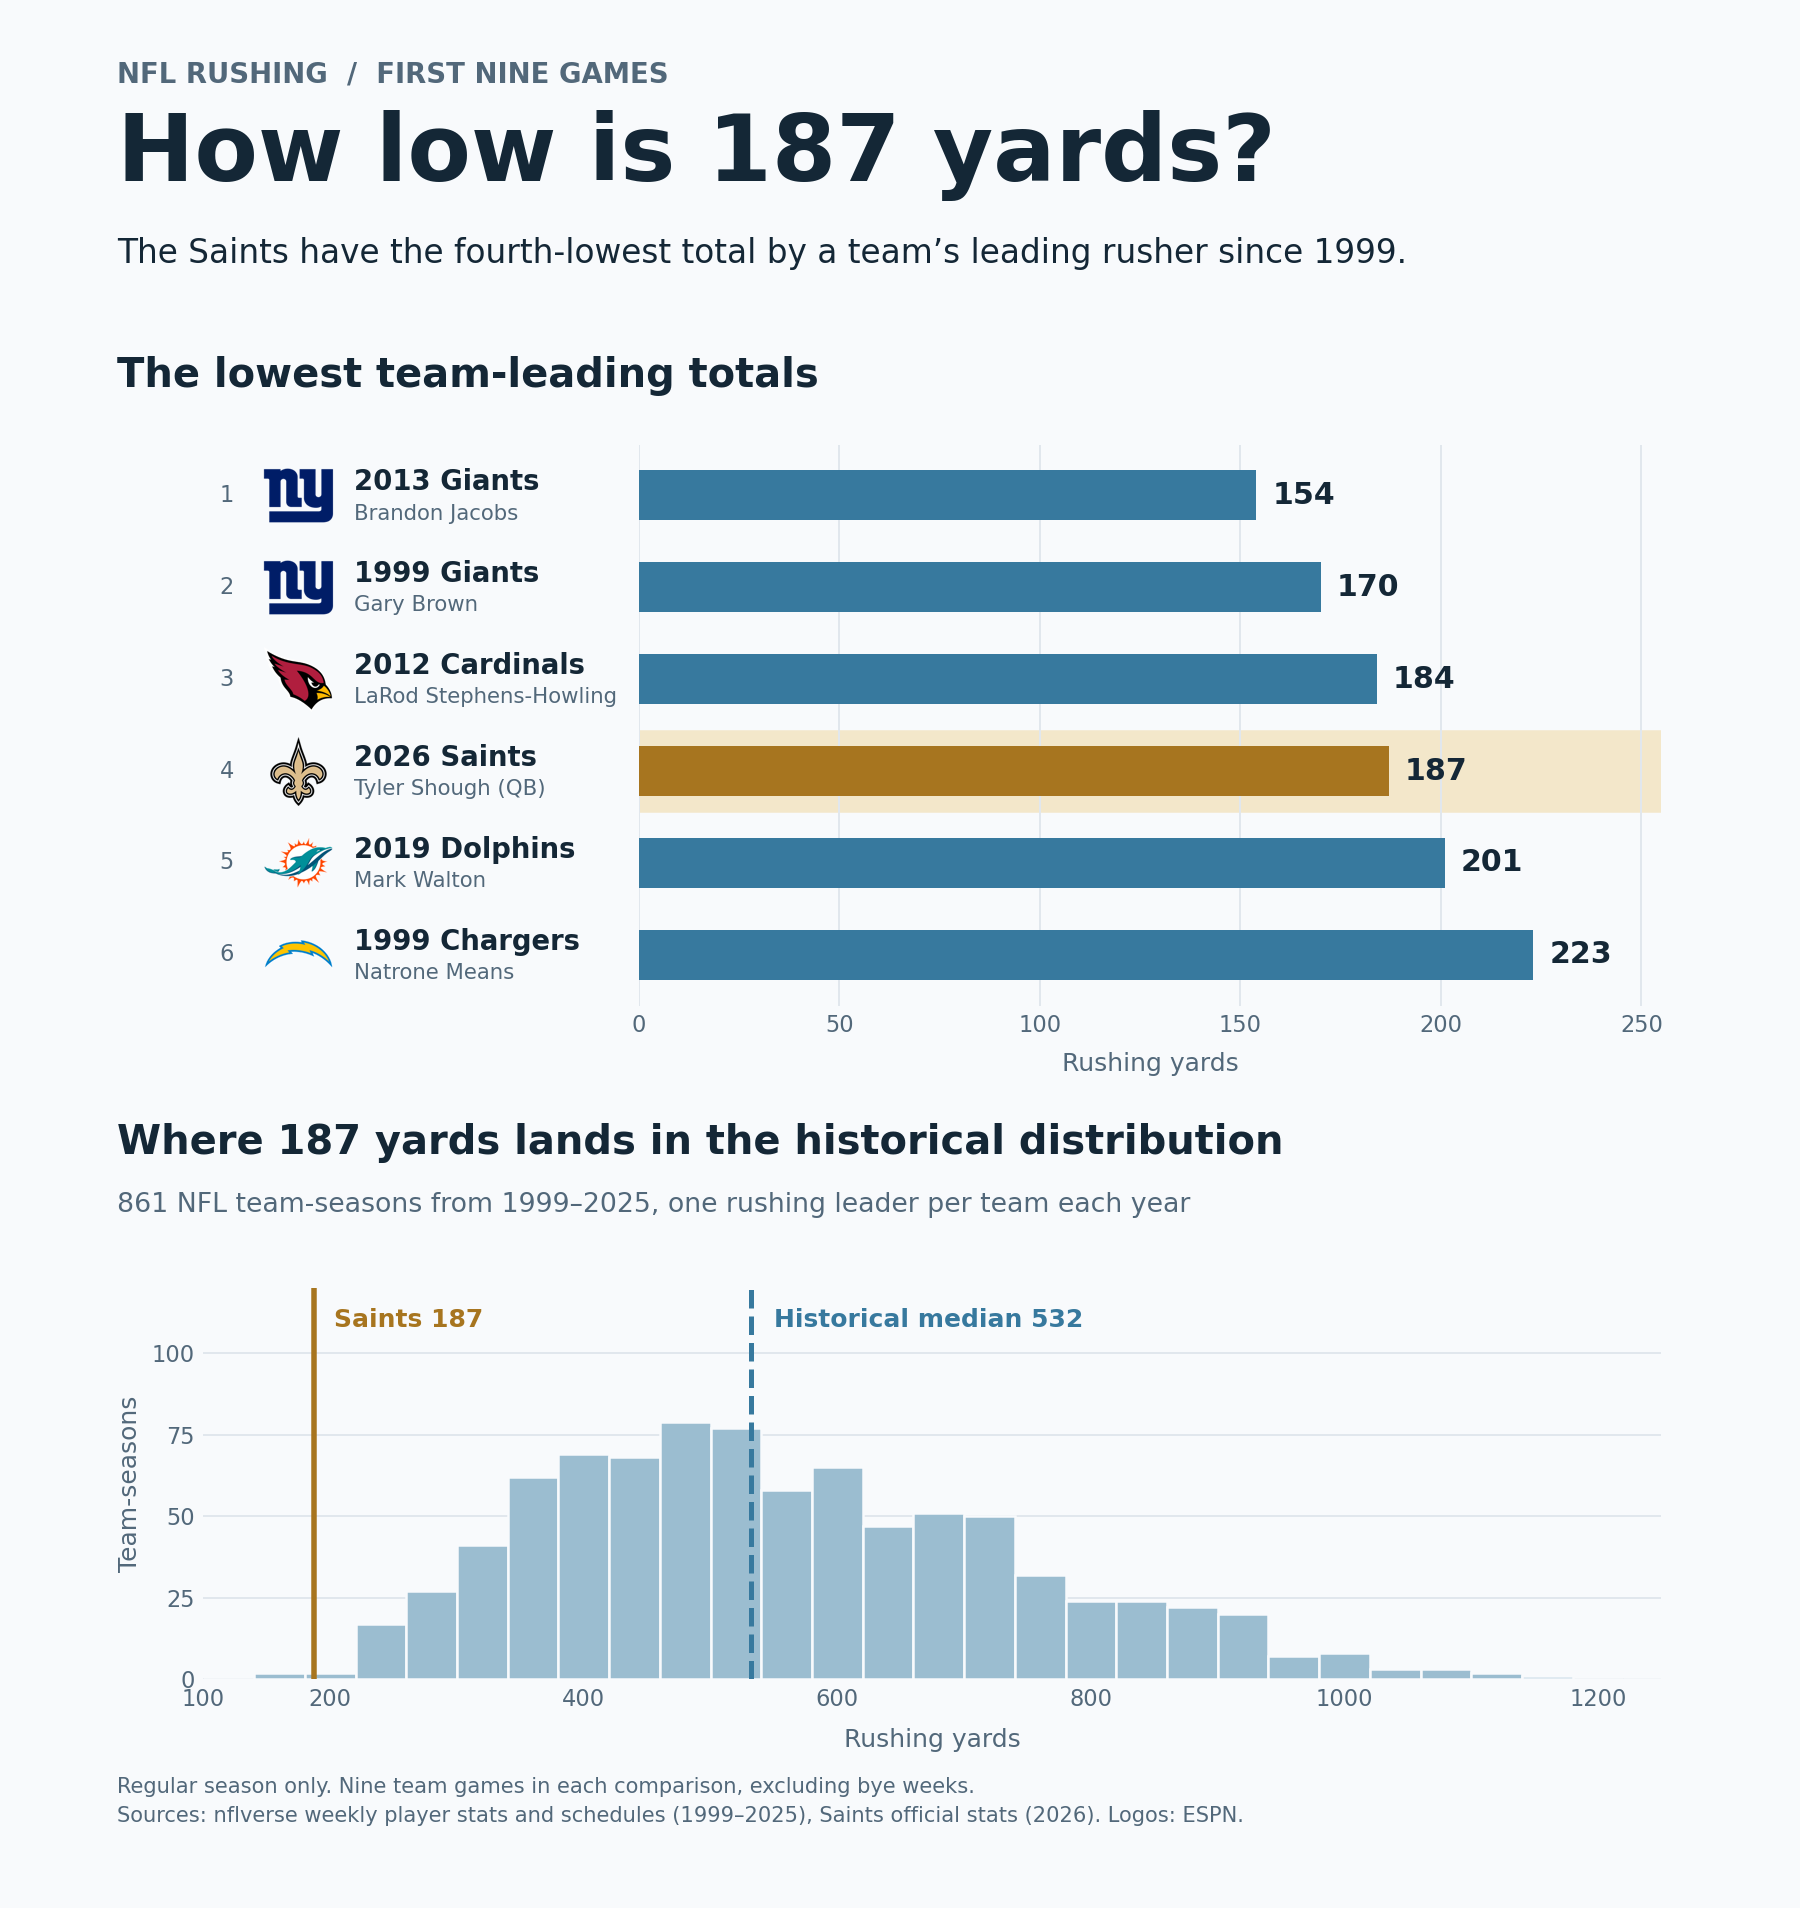 NFL RUSHING / FIRST NINE GAMES
How low is 187 yards?
The Saints have the fourth-lowest total by a team’s leading rusher since 1999.
The lowest team-leading totals
1 ny 2013 Giants 154
Brandon Jacobs
2 ny 1999 Giants 170
Gary Brown
3 2012 Cardinals 184
LaRod Stephens-Howling
4 2026 Saints 187
Tyler Shough (QB)
5 2019 Dolphins 201
Mark Walton
6 1999 Chargers 223
Natrone Means
0 50 100 150 200 250
Rushing yards
Where 187 yards lands in the historical distribution
861 NFL team-seasons from 1999–2025, one rushing leader per team each year
Saints 187 Historical median 532
100
75
50
25
0
Team-seasons
100 200 400 600 800 1000 1200
Rushing yards
Regular season only. Nine team games in each comparison, excluding bye weeks.
Sources: nflverse weekly player stats and schedules (1999–2025), Saints official stats (2026). Logos: ESPN.